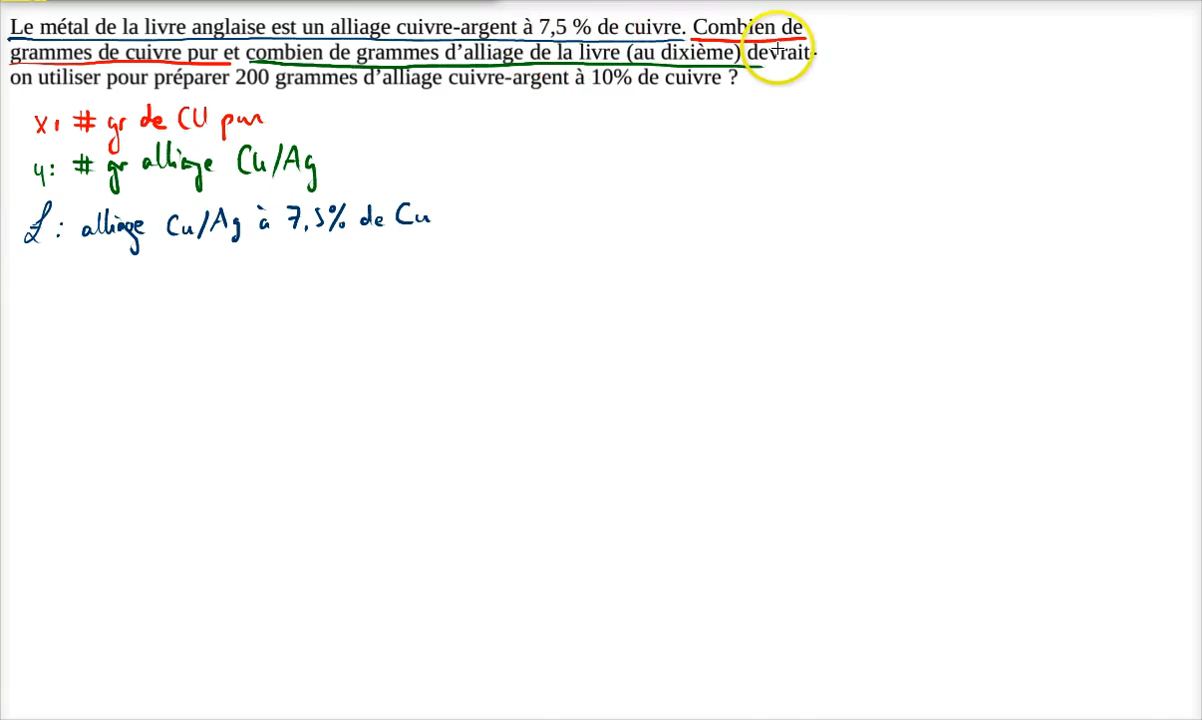 Le métal de la livre anglaise est un alliage cuivre-argent à 7,5 % de cuivre. Combien de
grammes de cuivre pur et combien de grammes d’alliage de la livre (au dixième) devrait-
on utiliser pour préparer 200 grammes d’alliage cuivre-argent à 10% de cuivre ?
x: # gr de CU pur
y: # gr alliage Cu/Ag
£: alliage Cu/Ag à 7,5% de Cu